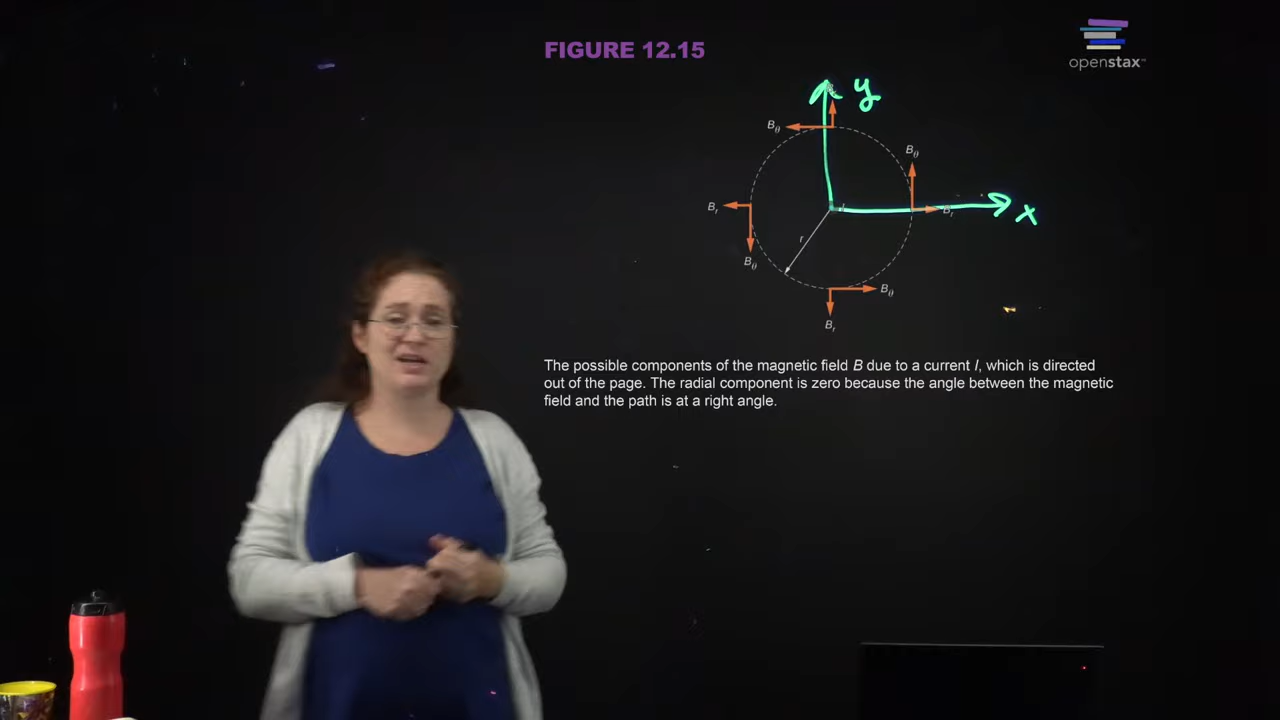 FIGURE 12.15
openstax™
y
Bθ
Bθ
Br
I
Br
x
r
Bθ
Bθ
Br
The possible components of the magnetic field B due to a current I, which is directed
out of the page. The radial component is zero because the angle between the magnetic
field and the path is at a right angle.